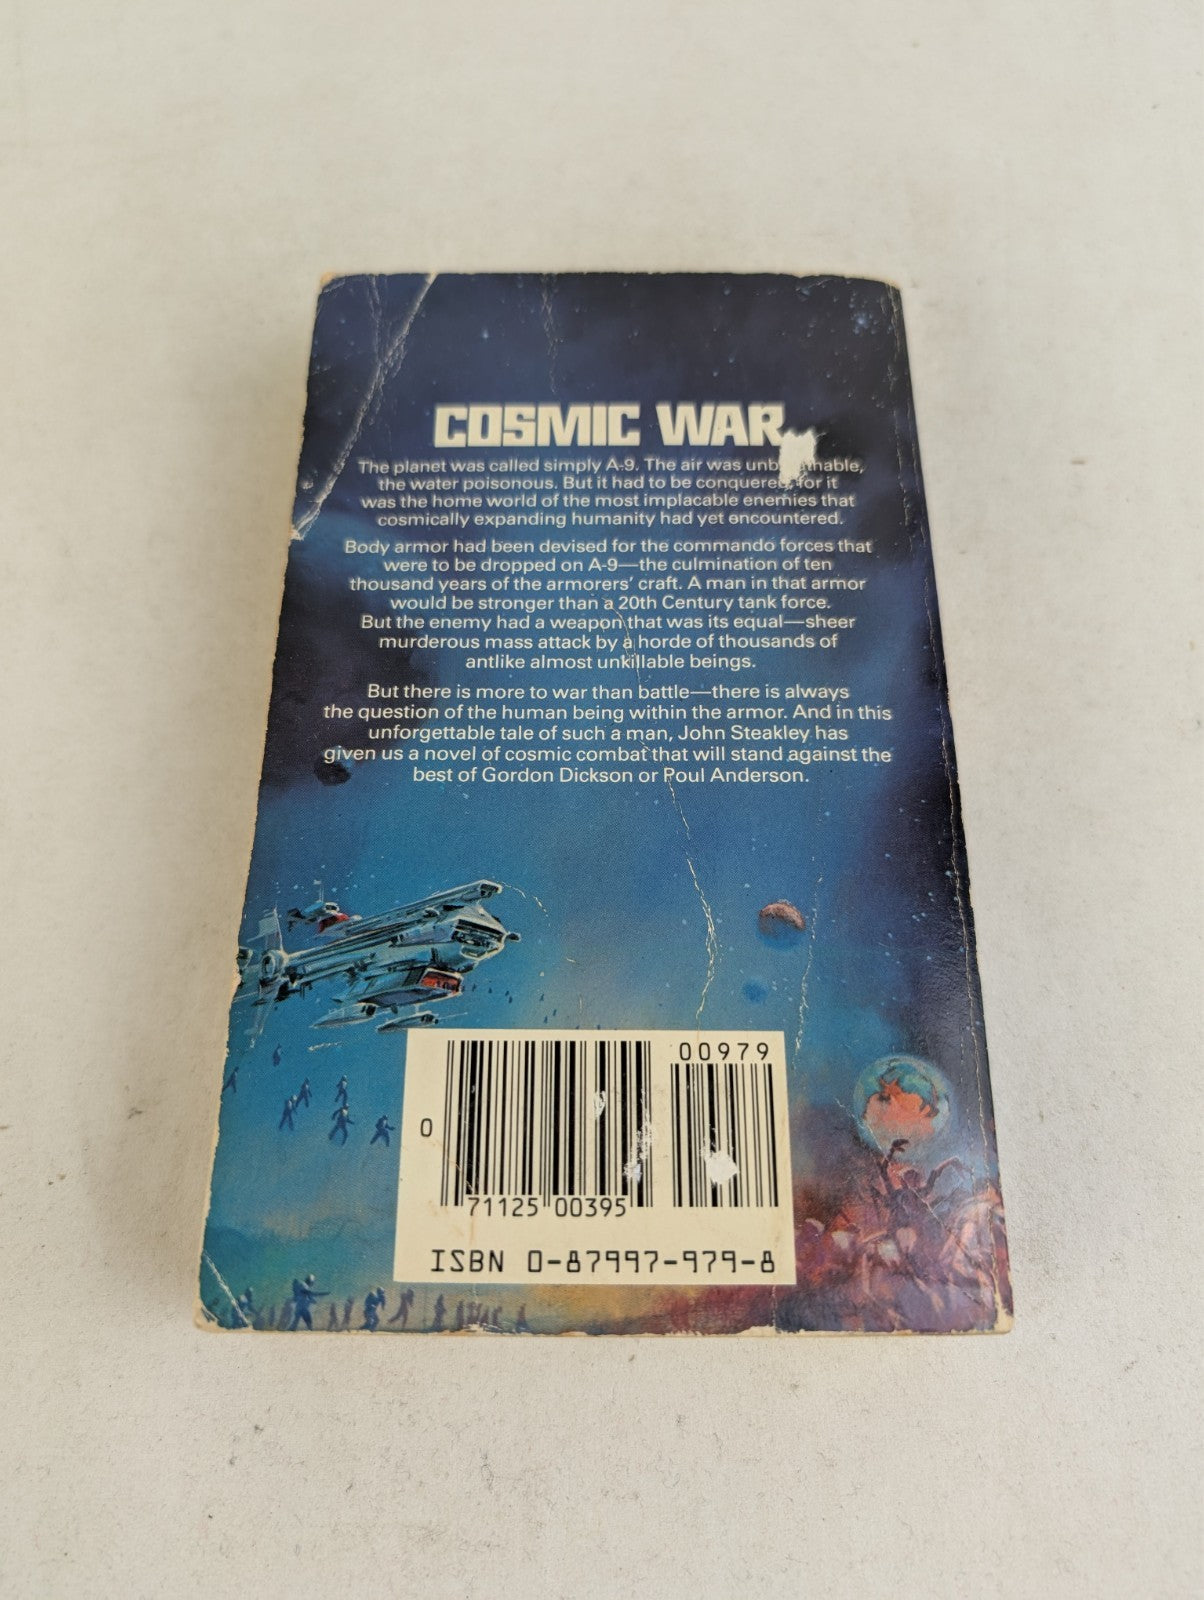 COSMIC WAR
The planet was called simply A-9. The air was
the water poisonous. But it had to be conquered, for it
was the home world of the most implacable enemies that
cosmically expanding humanity had yet encountered.
Body armor had been devised for the commando forces that
were to be dropped on A-9—the culmination of ten
thousand years of the armorers' craft. A man in that armor
would be stronger than a 20th Century tank force.
But the enemy had a weapon that was its equal—sheer
murderous mass attack by a horde of thousands of
antlike almost unkillable beings.
But there is more to war than battle—there is always
the question of the human being within the armor. And in this
unforgettable tale of such a man, John Steakley has
given us a novel of cosmic combat that will stand against the
best of Gordon Dickson or Poul Anderson.
00979
0 71125 00395
ISBN 0-87997-979-8